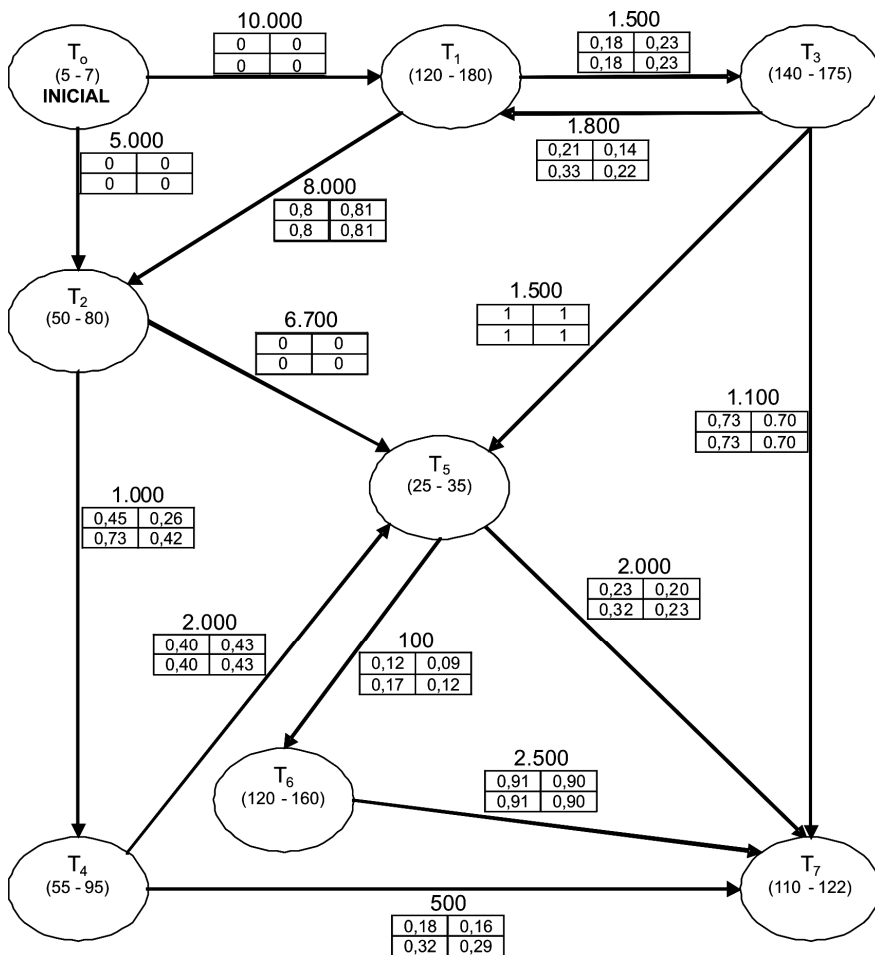 10.000
0 0
0 0
1.500
0,18 0,23
0,18 0,23
To
(5 - 7)
INICIAL
T1
(120 - 180)
T3
(140 - 175)
1.800
0,21 0,14
0,33 0,22
5.000
0 0
0 0
8.000
0,8 0,81
0,8 0,81
T2
(50 - 80)
6.700
0 0
0 0
1.500
1 1
1 1
1.100
0,73 0.70
0,73 0.70
T5
(25 - 35)
1.000
0,45 0,26
0,73 0,42
2.000
0,23 0,20
0,32 0,23
2.000
0,40 0,43
0,40 0,43
100
0,12 0,09
0,17 0,12
T6
(120 - 160)
2.500
0,91 0,90
0,91 0,90
T4
(55 - 95)
T7
(110 - 122)
500
0,18 0,16
0,32 0,29